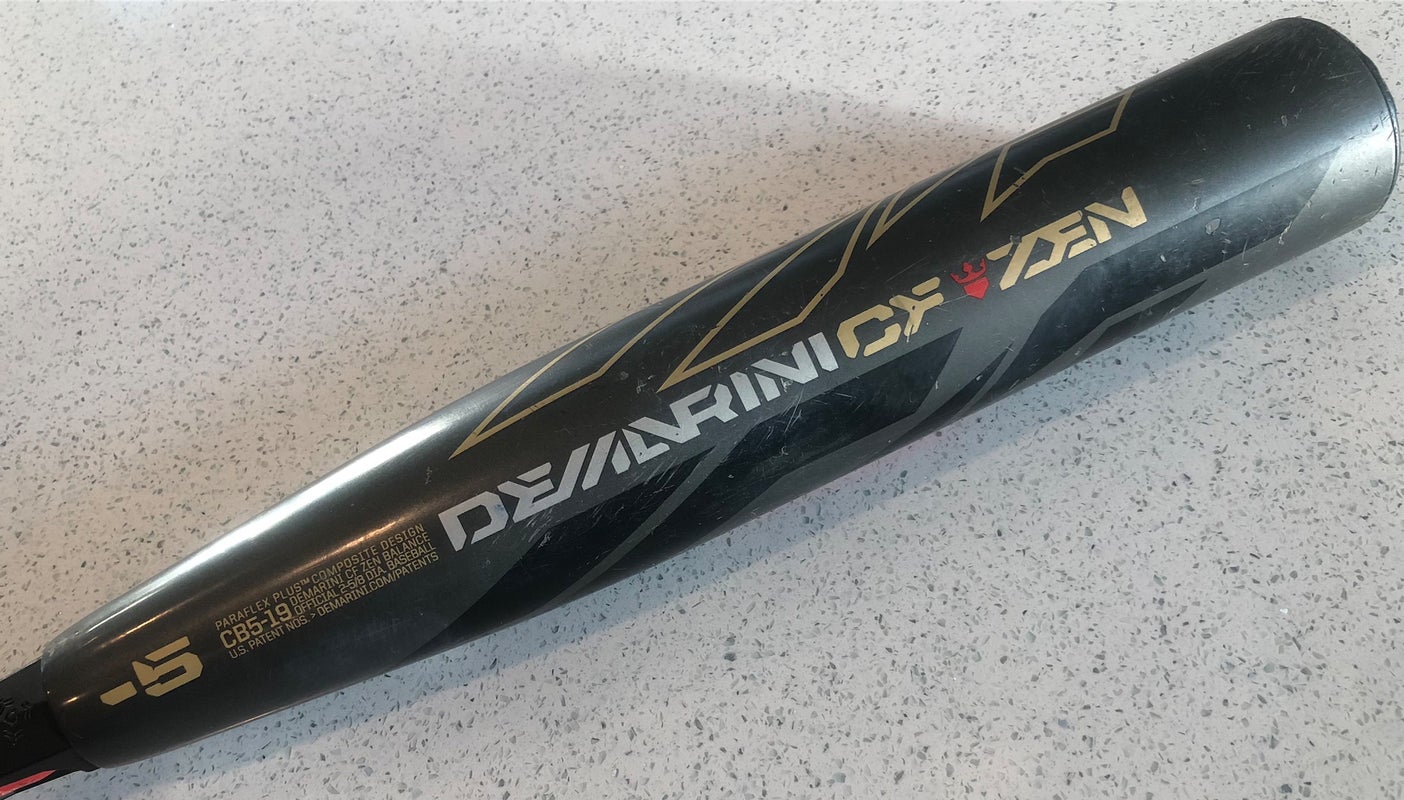 DEMARINI CF ZEN
PARAFLEX PLUS™ COMPOSITE DESIGN
CB5-19 DEMARINI CF ZEN BALANCE
OFFICIAL 2-5/8 DIA. BASEBALL
U.S. PATENT NOS. > DEMARINI.COM/PATENTS
-5